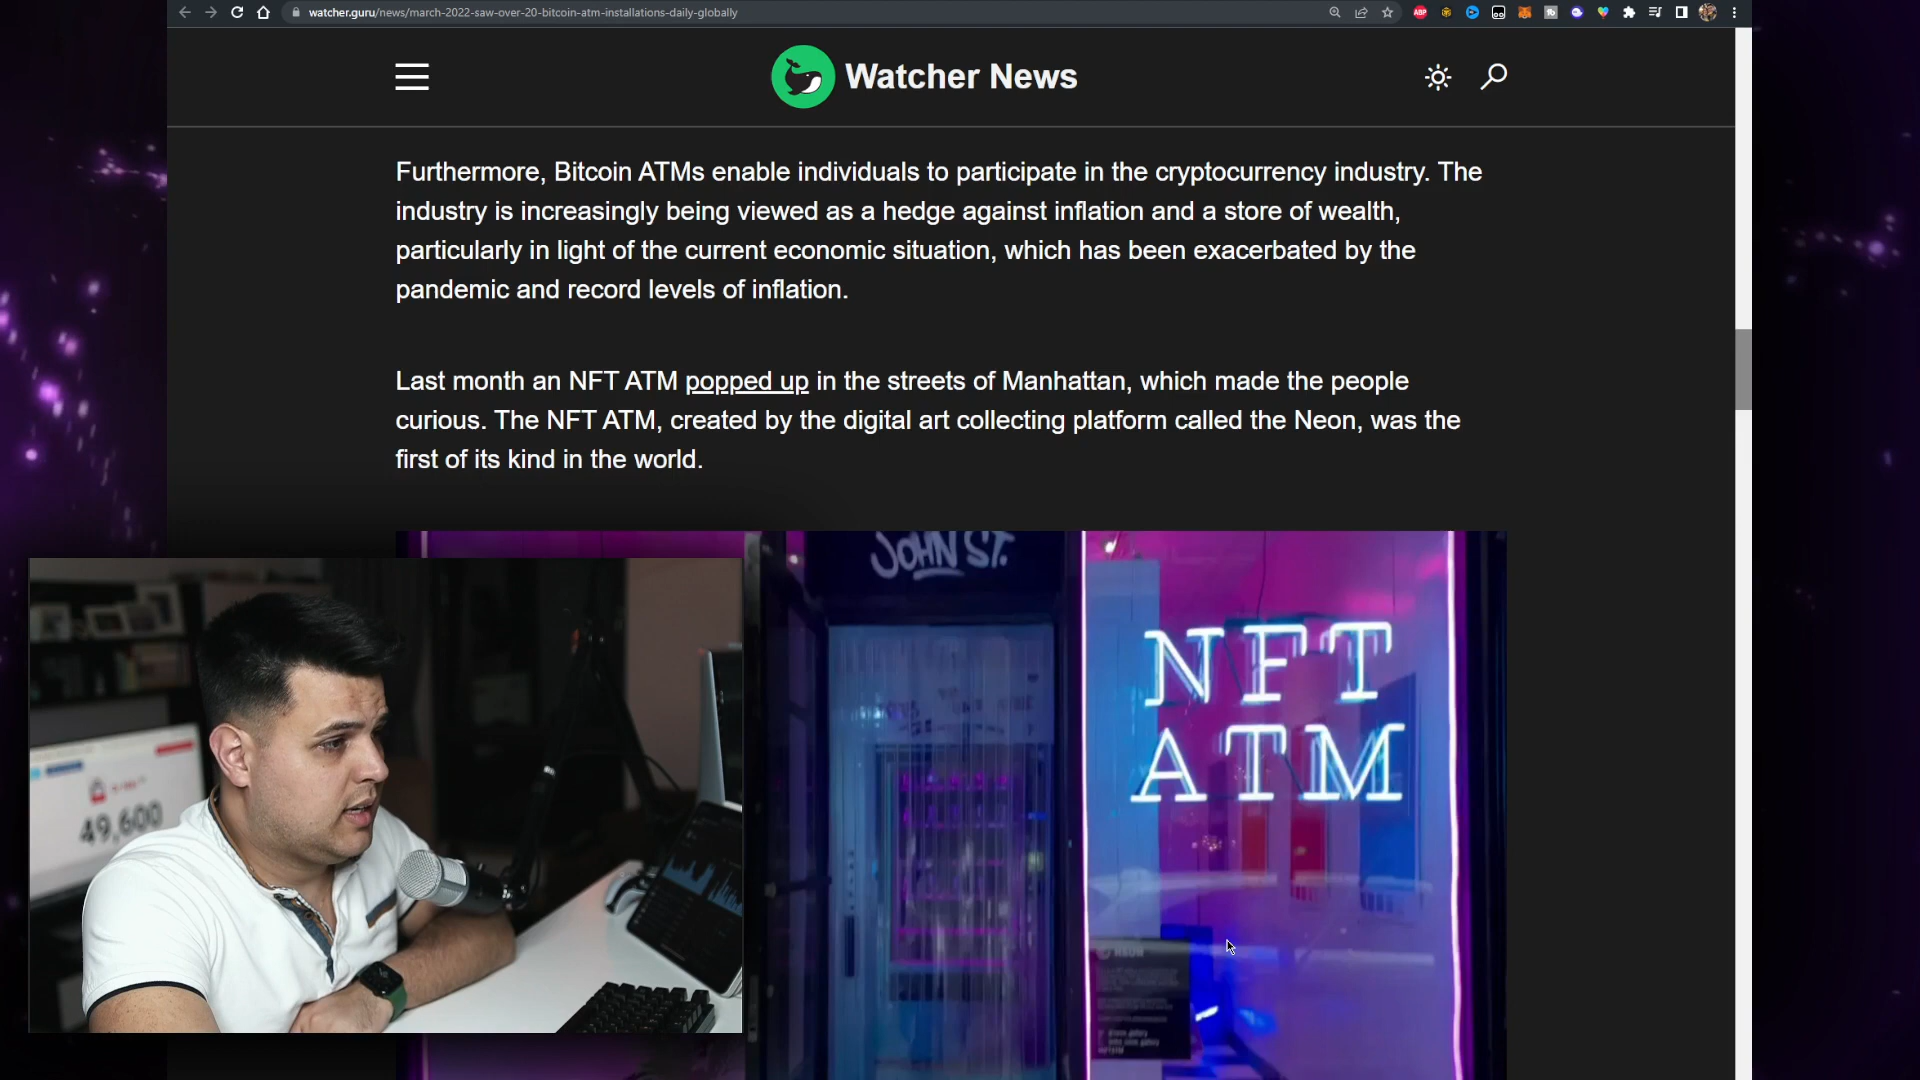 watcher.guru/news/march-2022-saw-over-20-bitcoin-atm-installations-daily-globally
ABP
Watcher News
Furthermore, Bitcoin ATMs enable individuals to participate in the cryptocurrency industry. The
industry is increasingly being viewed as a hedge against inflation and a store of wealth,
particularly in light of the current economic situation, which has been exacerbated by the
pandemic and record levels of inflation.
Last month an NFT ATM popped up in the streets of Manhattan, which made the people
curious. The NFT ATM, created by the digital art collecting platform called the Neon, was the
first of its kind in the world.
JOHN ST.
NFT
ATM
49,600